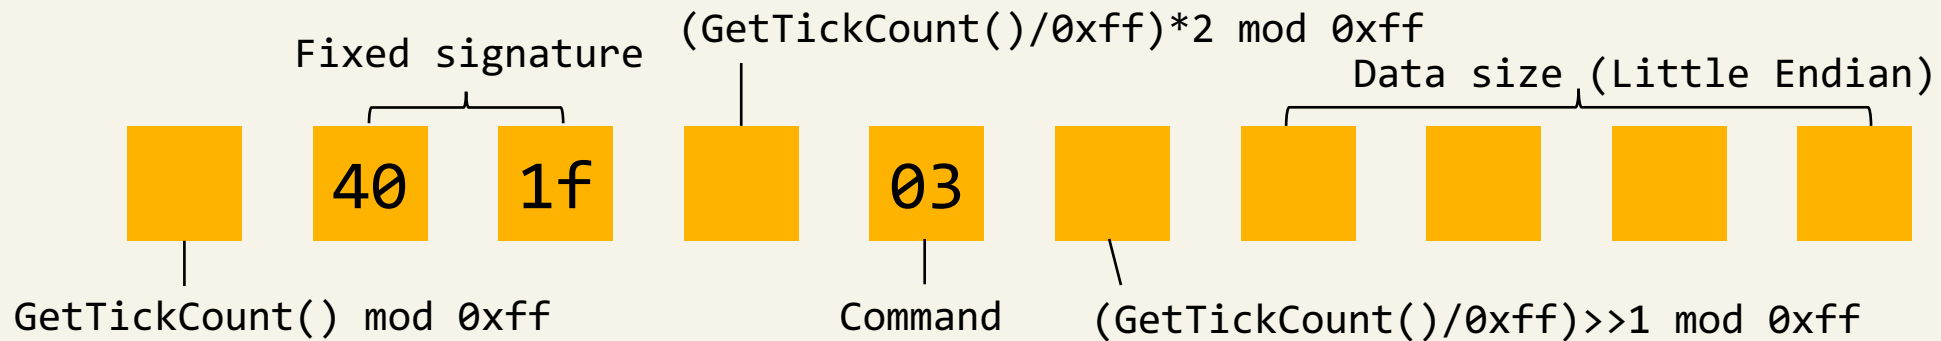 (GetTickCount()/0xff)*2 mod 0xff
Fixed signature
Data size (Little Endian)
40 1f 03
GetTickCount() mod 0xff
Command
(GetTickCount()/0xff)>>1 mod 0xff